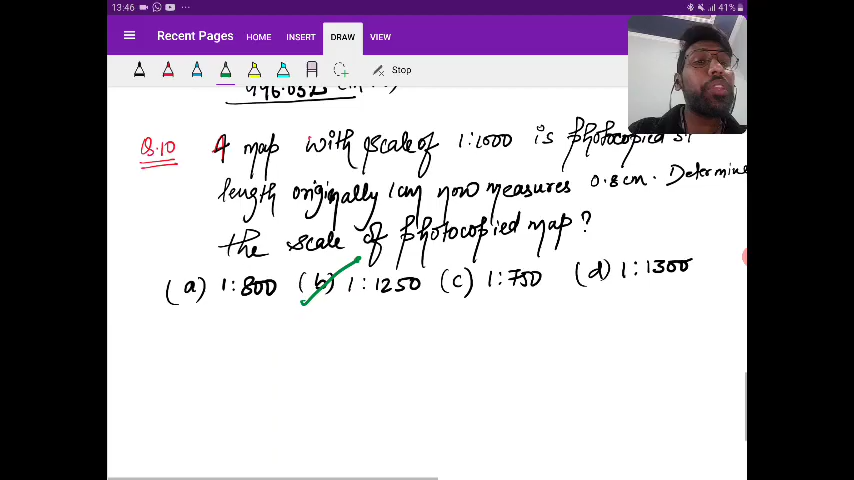 13:46 41%
Recent Pages HOME INSERT DRAW VIEW
Stop
Q.10 A map with scale of 1:1000 is photocopied st
length originally 1cm now measures 0.8cm. Determine
the scale of photocopied map?
(a) 1:800 (b) 1:1250 (c) 1:750 (d) 1:1300